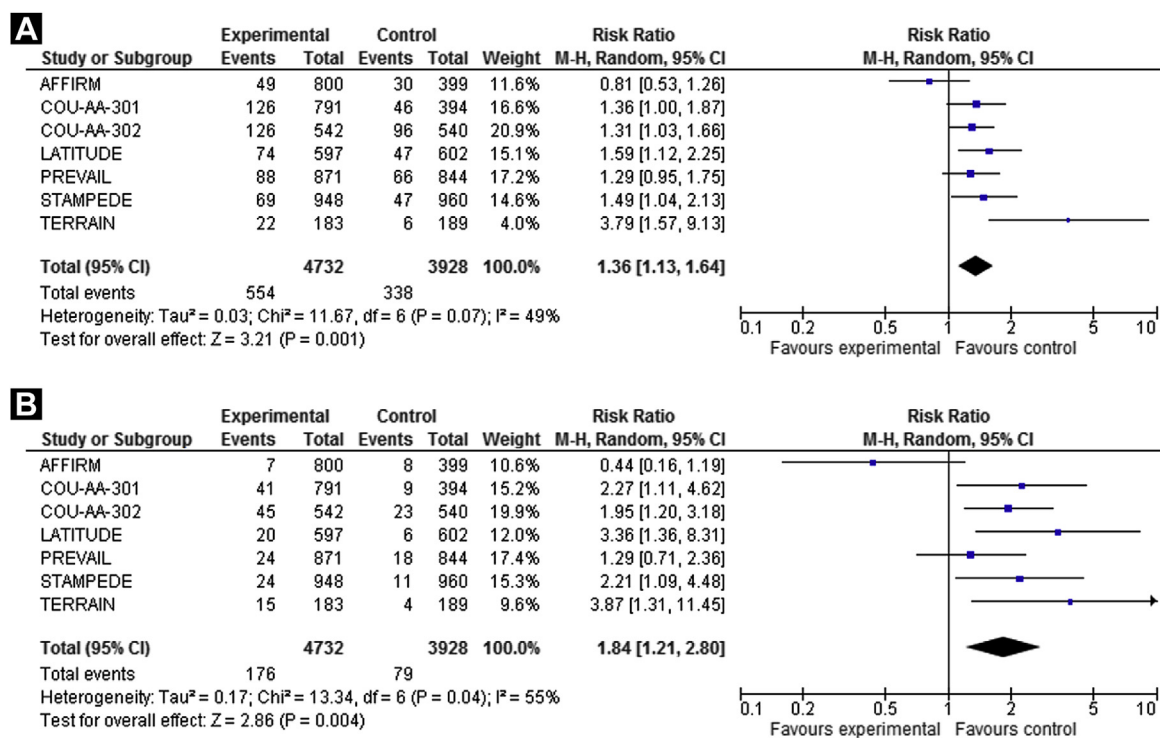 A
Experimental Control Risk Ratio Risk Ratio
Study or Subgroup Events Total Events Total Weight M-H, Random, 95% CI M-H, Random, 95% CI
AFFIRM 49 800 30 399 11.6% 0.81 [0.53, 1.26]
COU-AA-301 126 791 46 394 16.6% 1.36 [1.00, 1.87]
COU-AA-302 126 542 96 540 20.9% 1.31 [1.03, 1.66]
LATITUDE 74 597 47 602 15.1% 1.59 [1.12, 2.25]
PREVAIL 88 871 66 844 17.2% 1.29 [0.95, 1.75]
STAMPEDE 69 948 47 960 14.6% 1.49 [1.04, 2.13]
TERRAIN 22 183 6 189 4.0% 3.79 [1.57, 9.13]
Total (95% CI) 4732 3928 100.0% 1.36 [1.13, 1.64]
Total events 554 338
Heterogeneity: Tau² = 0.03; Chi² = 11.67, df = 6 (P = 0.07); I² = 49%
Test for overall effect: Z = 3.21 (P = 0.001)
0.1 0.2 0.5 1 2 5 10
Favours experimental Favours control
B
Experimental Control Risk Ratio Risk Ratio
Study or Subgroup Events Total Events Total Weight M-H, Random, 95% CI M-H, Random, 95% CI
AFFIRM 7 800 8 399 10.6% 0.44 [0.16, 1.19]
COU-AA-301 41 791 9 394 15.2% 2.27 [1.11, 4.62]
COU-AA-302 45 542 23 540 19.9% 1.95 [1.20, 3.18]
LATITUDE 20 597 6 602 12.0% 3.36 [1.36, 8.31]
PREVAIL 24 871 18 844 17.4% 1.29 [0.71, 2.36]
STAMPEDE 24 948 11 960 15.3% 2.21 [1.09, 4.48]
TERRAIN 15 183 4 189 9.6% 3.87 [1.31, 11.45]
Total (95% CI) 4732 3928 100.0% 1.84 [1.21, 2.80]
Total events 176 79
Heterogeneity: Tau² = 0.17; Chi² = 13.34, df = 6 (P = 0.04); I² = 55%
Test for overall effect: Z = 2.86 (P = 0.004)
0.1 0.2 0.5 1 2 5 10
Favours experimental Favours control